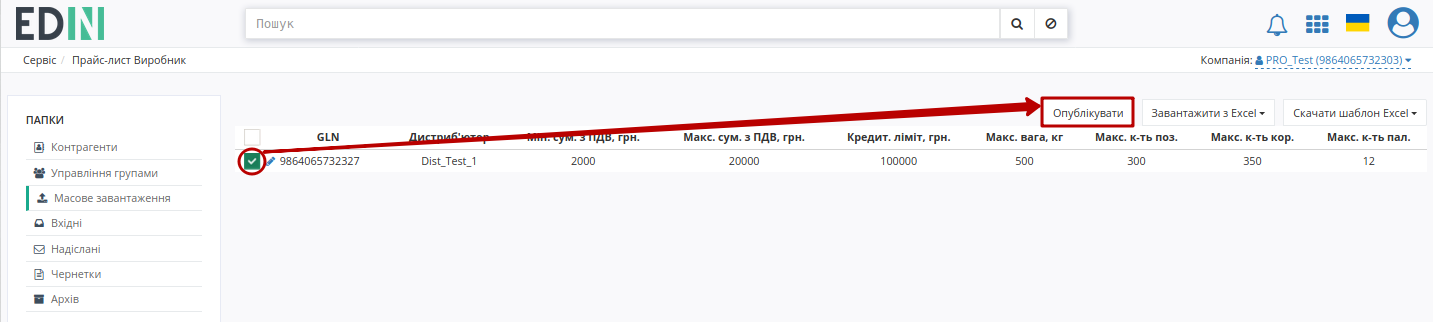 EDIN
Пошук
Сервіс / Прайс-лист Виробник
Компанія: PRO_Test (9864065732303)
ПАПКИ
Контрагенти
Управління групами
Масове завантаження
Вхідні
Надіслані
Чернетки
Архів
Опублікувати Завантажити з Excel Скачати шаблон Excel
GLN Дистриб'ютор Мін. сум. з ПДВ, грн. Макс. сум. з ПДВ, грн. Кредит. ліміт, грн. Макс. вага, кг Макс. к-ть поз. Макс. к-ть кор. Макс. к-ть пал.
9864065732327 Dist_Test_1 2000 20000 100000 500 300 350 12